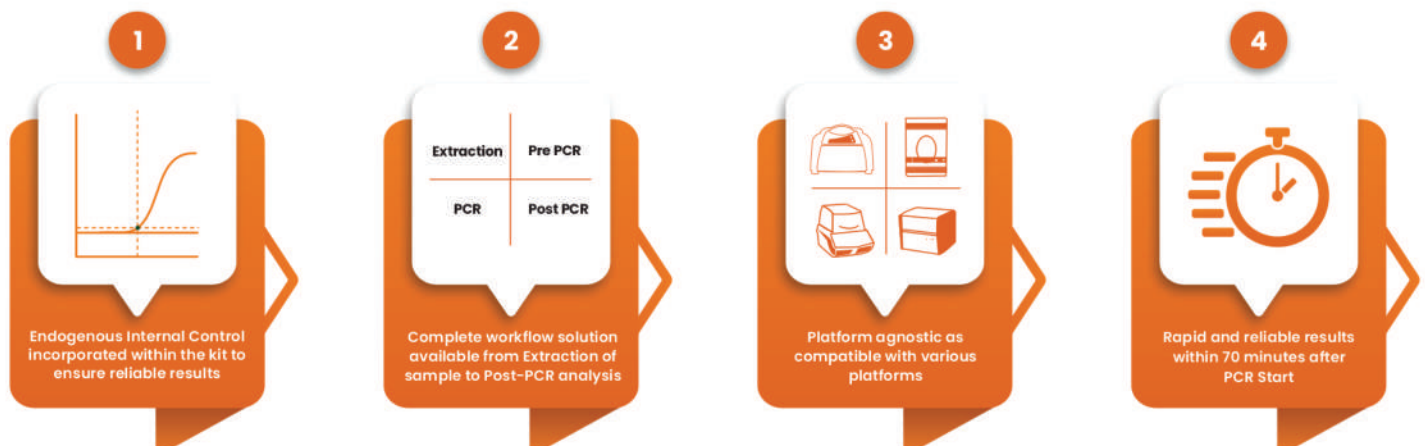 1
Endogenous Internal Control
incorporated within the kit to
ensure reliable results
2
Extraction
Pre PCR
PCR
Post PCR
Complete workflow solution
available from Extraction of
sample to Post-PCR analysis
3
Platform agnostic as
compatible with various
platforms
4
Rapid and reliable results
within 70 minutes after
PCR Start